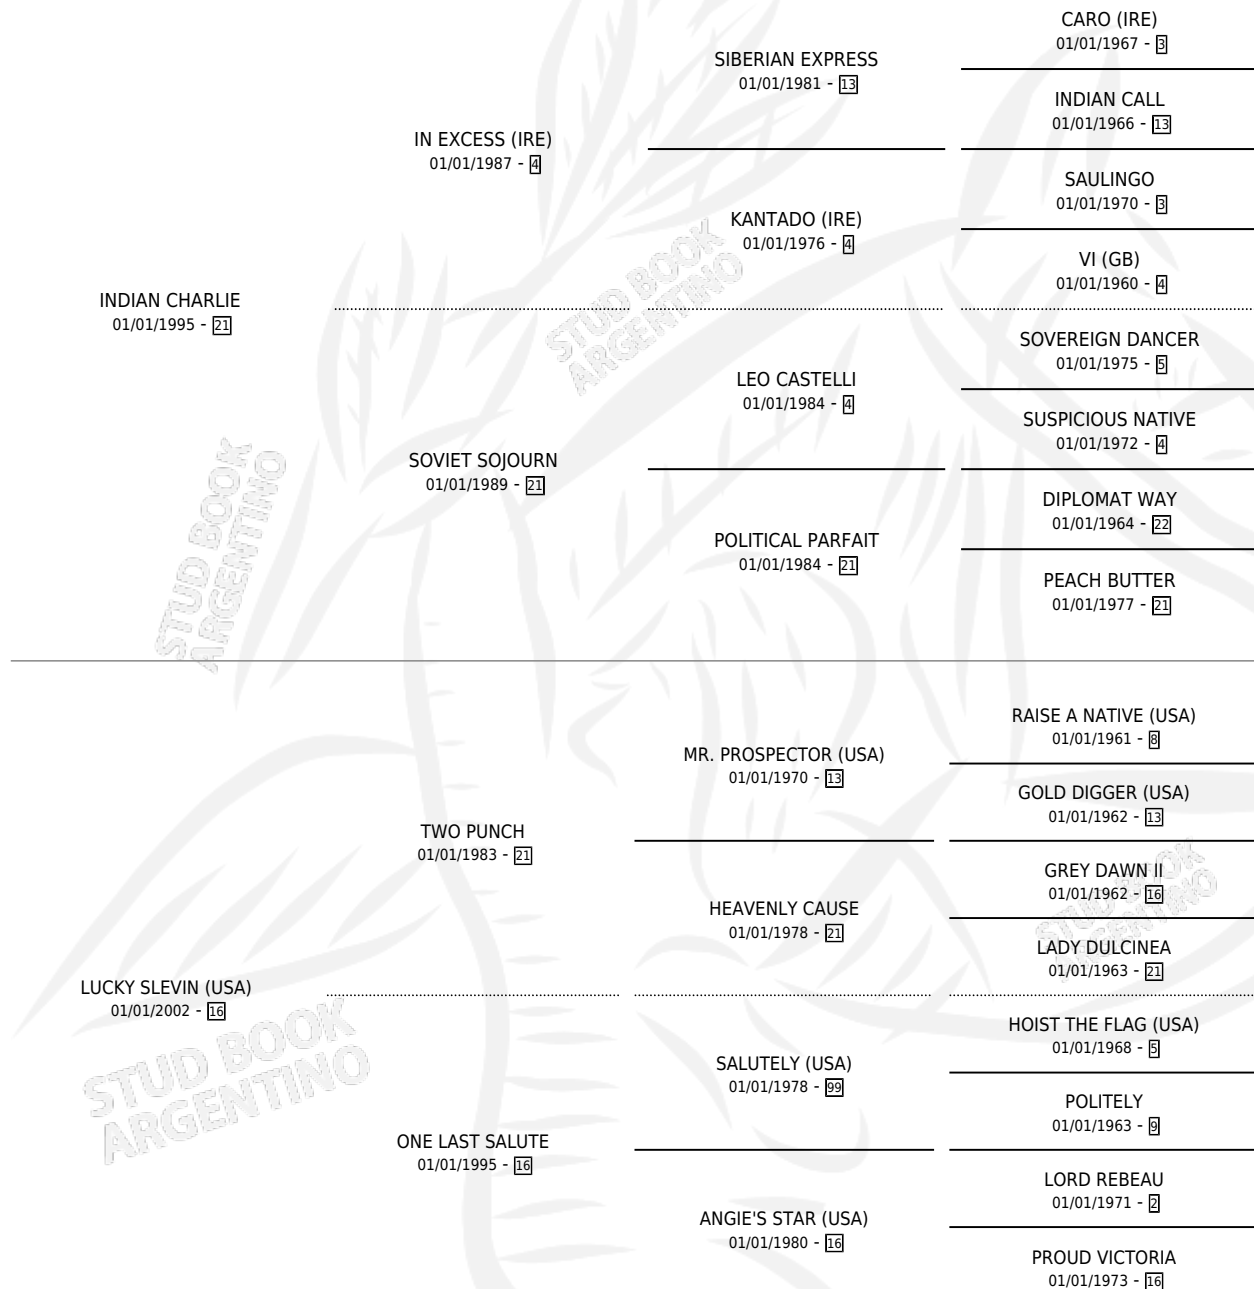 CARO (IRE)
01/01/1967 - 3
SIBERIAN EXPRESS
01/01/1981 - 13
INDIAN CALL
01/01/1966 - 13
IN EXCESS (IRE)
01/01/1987 - 4
SAULINGO
01/01/1970 - 3
KANTADO (IRE)
01/01/1976 - 4
VI (GB)
01/01/1960 - 4
INDIAN CHARLIE
01/01/1995 - 21
SOVEREIGN DANCER
01/01/1975 - 5
LEO CASTELLI
01/01/1984 - 4
SUSPICIOUS NATIVE
01/01/1972 - 4
SOVIET SOJOURN
01/01/1989 - 21
DIPLOMAT WAY
01/01/1964 - 22
POLITICAL PARFAIT
01/01/1984 - 21
PEACH BUTTER
01/01/1977 - 21
RAISE A NATIVE (USA)
01/01/1961 - 8
MR. PROSPECTOR (USA)
01/01/1970 - 13
GOLD DIGGER (USA)
01/01/1962 - 13
TWO PUNCH
01/01/1983 - 21
GREY DAWN II
01/01/1962 - 16
HEAVENLY CAUSE
01/01/1978 - 21
LADY DULCINEA
01/01/1963 - 21
LUCKY SLEVIN (USA)
01/01/2002 - 16
HOIST THE FLAG (USA)
01/01/1968 - 5
SALUTELY (USA)
01/01/1978 - 99
POLITELY
01/01/1963 - 9
ONE LAST SALUTE
01/01/1995 - 16
LORD REBEAU
01/01/1971 - 2
ANGIE'S STAR (USA)
01/01/1980 - 16
PROUD VICTORIA
01/01/1973 - 16
STUD BOOK
ARGENTINO
STUD BOOK
ARGENTINO
STUD BOOK
ARGENTINO
STUD BOOK
ARGENTINO